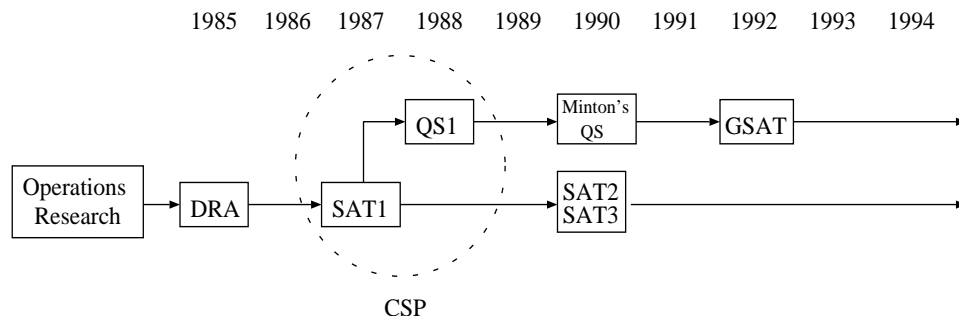 1985 1986 1987 1988 1989 1990 1991 1992 1993 1994
QS1
Minton's
QS
GSAT
Operations
Research
DRA
SAT1
SAT2
SAT3
CSP